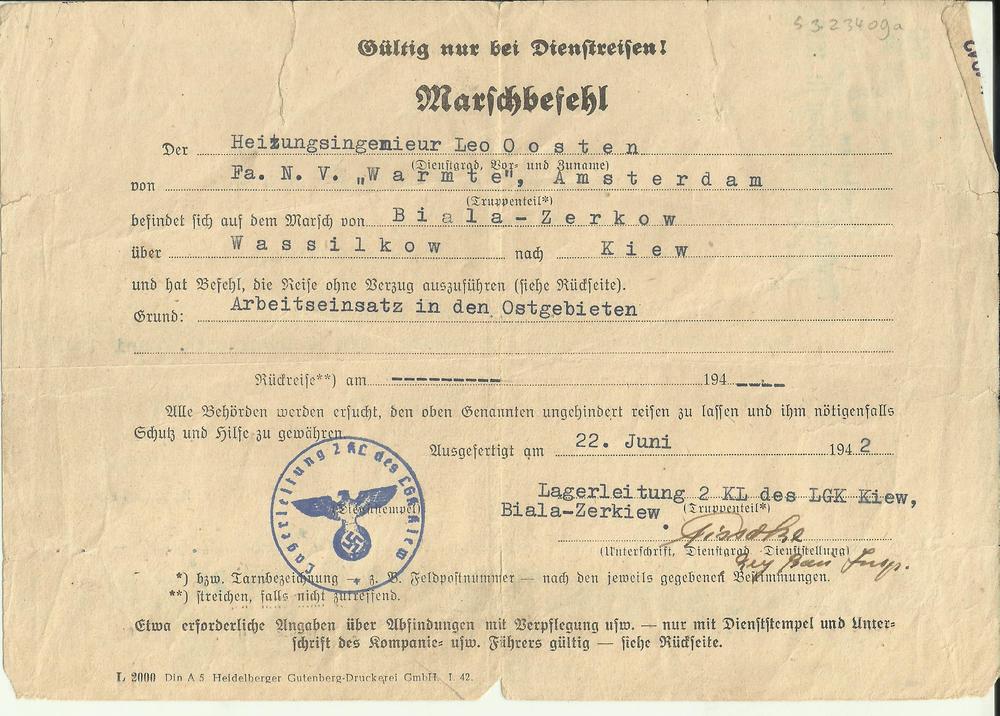 S 3.23409a
Gültig nur bei Dienstreisen!
Marschbefehl
Der Heizungsingenieur Leo Oosten
(Dienstgrad, Vor- und Zuname)
von Fa. N. V. „Warmte", Amsterdam
(Truppenteil*)
befindet sich auf dem Marsch von Biala-Zerkow
über Wassilkow nach Kiew
und hat Befehl, die Reise ohne Verzug auszuführen (siehe Rückseite).
Grund: Arbeitseinsatz in den Ostgebieten
Rückreise**) am ---------- 194 ----
Alle Behörden werden ersucht, den oben Genannten ungehindert reisen zu lassen und ihm nötigenfalls
Schutz und Hilfe zu gewähren.
Ausgefertigt am 22. Juni 1942
Lagerleitung 2 KL des LGK Kiew
(Dienststempel)
Lagerleitung 2 KL des LGK Kiew,
Biala-Zerkiew (Truppenteil*)
(Unterschrift, Dienstgrad, Dienststellung)
*) bzw. Tarnbezeichnung — z. B. Feldpostnummer — nach den jeweils gegebenen Bestimmungen.
**) streichen, falls nicht zutreffend.
Etwa erforderliche Angaben über Abfindungen mit Verpflegung usw. — nur mit Dienststempel und Unter-
schrift des Kompanie- usw. Führers gültig — siehe Rückseite.
L 2000 Din A 5 Heidelberger Gutenberg-Druckerei GmbH. I. 42.